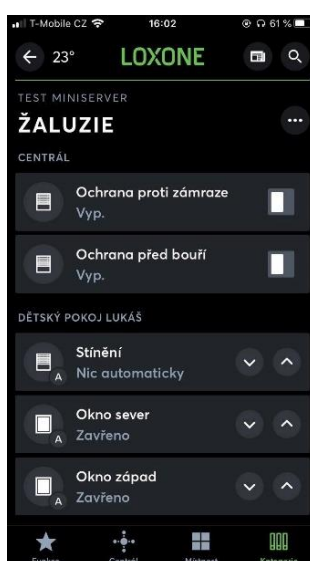 T-Mobile CZ 16:02 61 %
23° LOXONE
TEST MINISERVER
ŽALUZIE
CENTRÁL
Ochrana proti zámraze
Vyp.
Ochrana před bouří
Vyp.
DĚTSKÝ POKOJ LUKÁŠ
Stínění
A
Nic automaticky
Okno sever
A
Zavřeno
Okno západ
A
Zavřeno